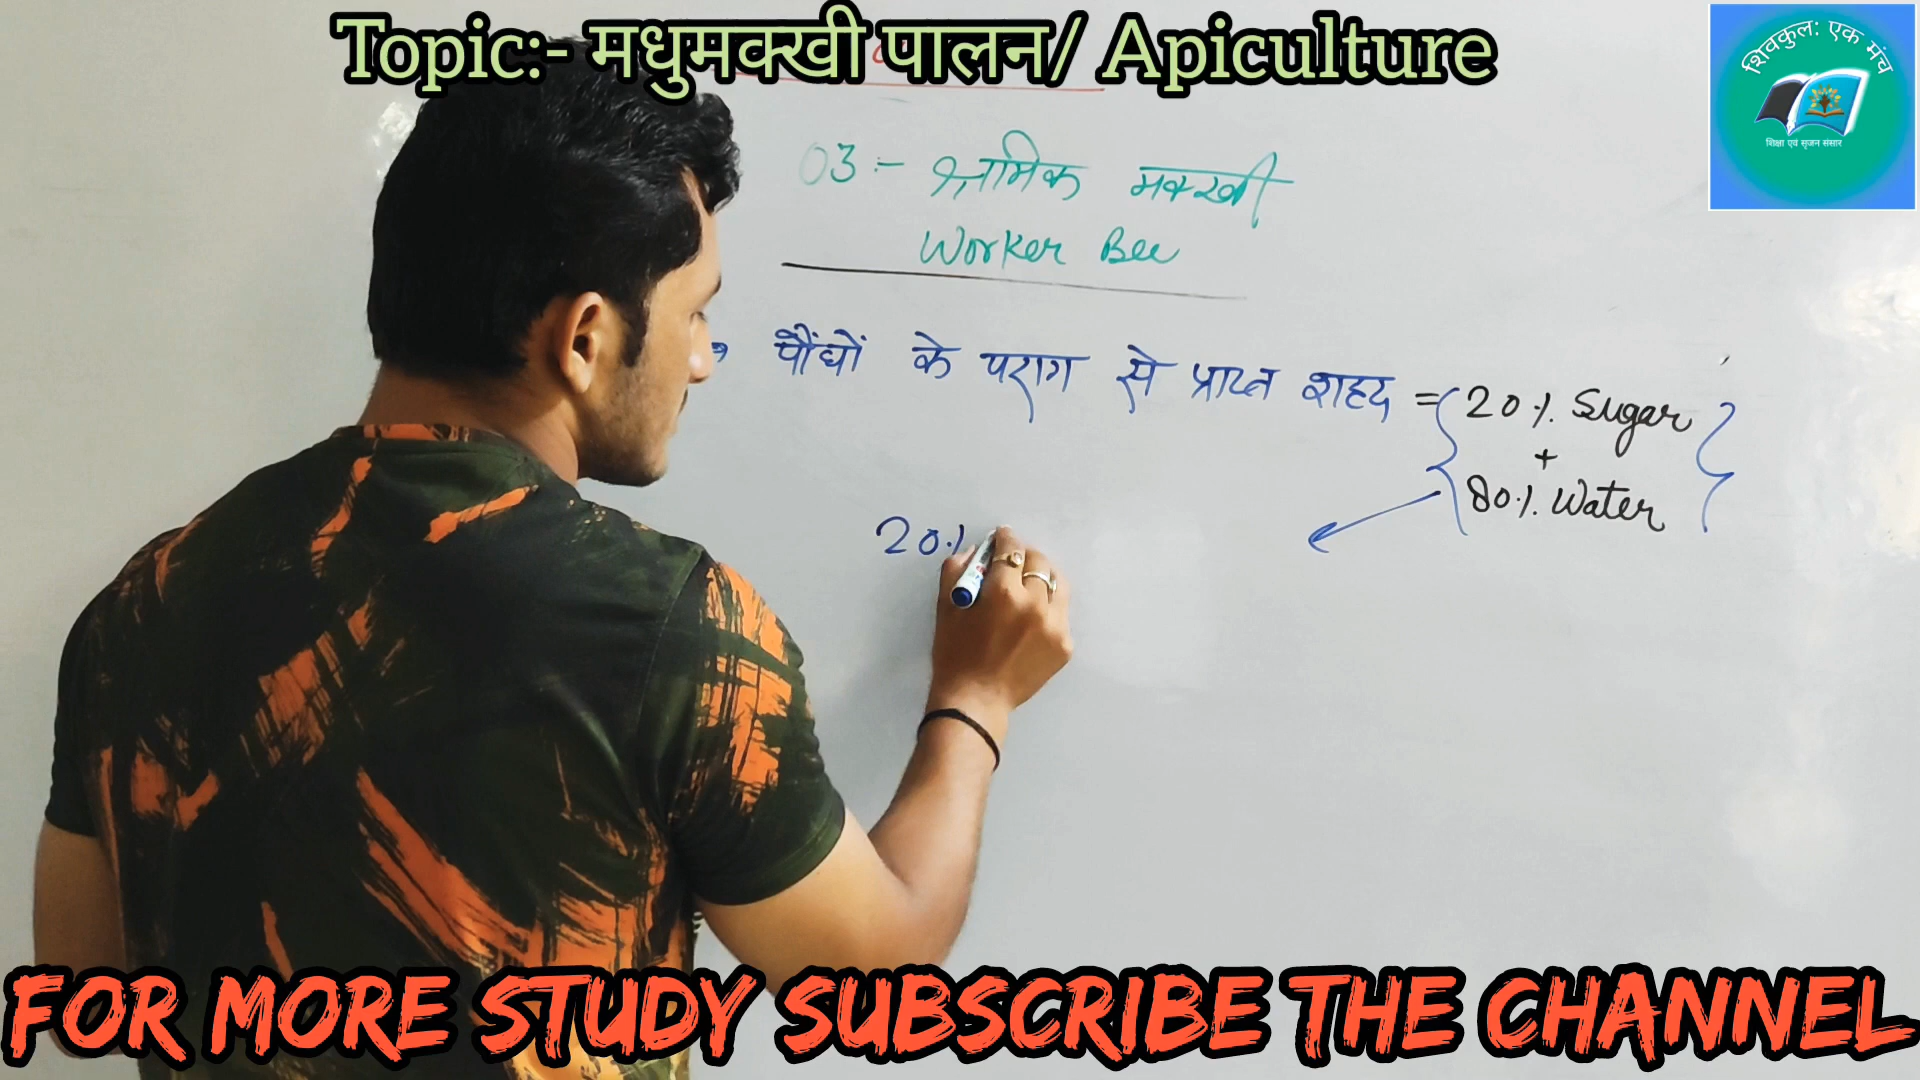 Topic:- मधुमक्खी पालन/ Apiculture
शिवकुल: एक मंच
शिक्षा एवं सृजन संसार
03:- श्रमिक मक्खी
Worker Bee
पौंधों के पराग से प्राप्त शहद = {20% Sugar
+
80% Water}
20%
FOR MORE STUDY SUBSCRIBE THE CHANNEL